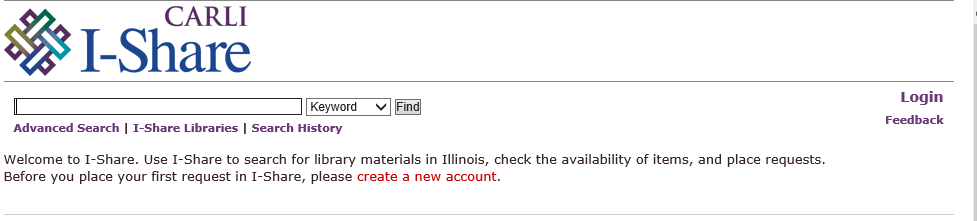 CARLI
I-Share
Keyword Find
Login
Advanced Search | I-Share Libraries | Search History
Feedback
Welcome to I-Share. Use I-Share to search for library materials in Illinois, check the availability of items, and place requests.
Before you place your first request in I-Share, please create a new account.